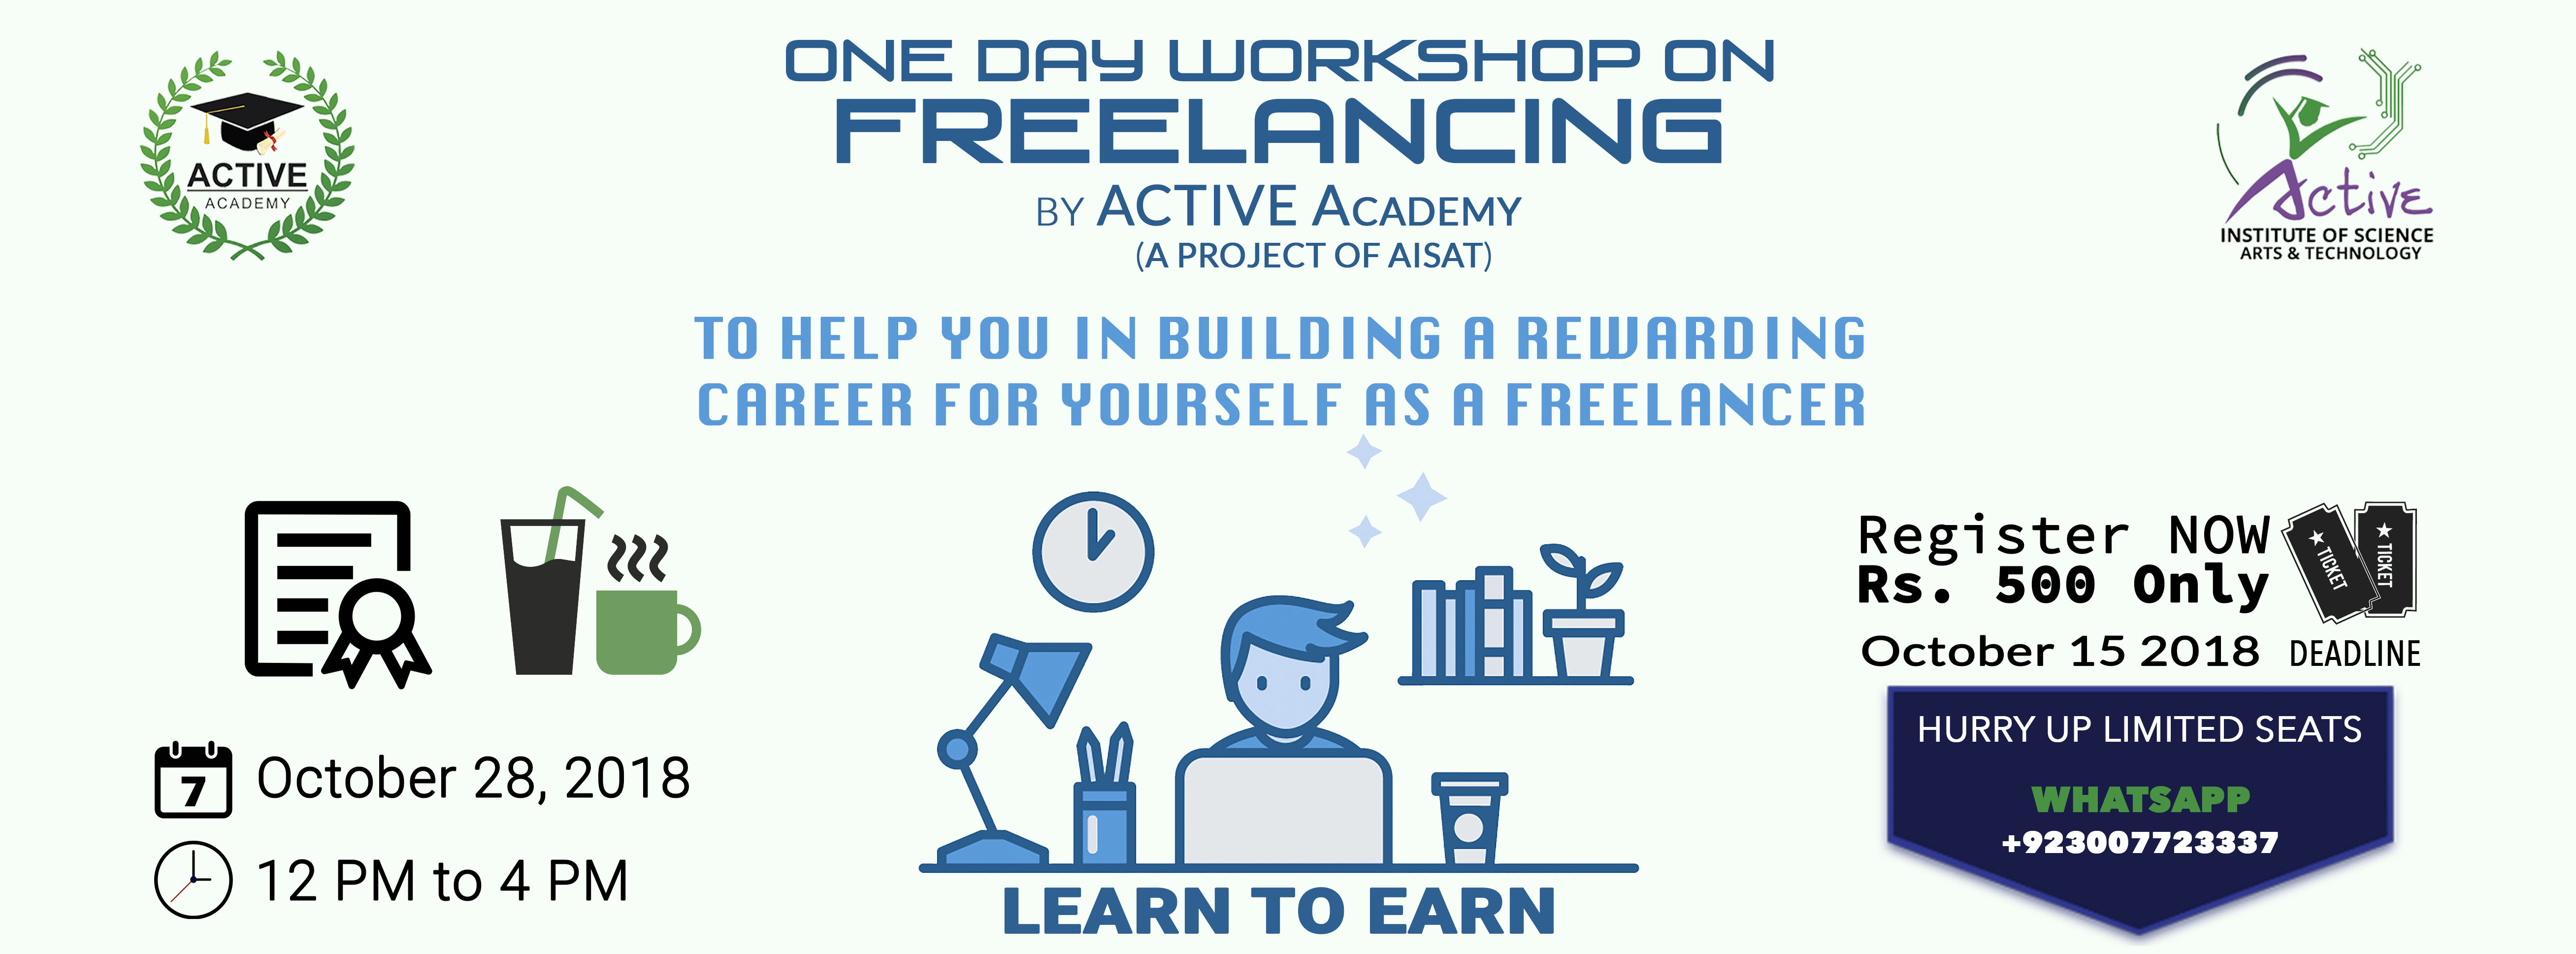 ACTIVE
ACADEMY
ONE DAY WORKSHOP ON
FREELANCING
BY ACTIVE ACADEMY
(A PROJECT OF AISAT)
Active
INSTITUTE OF SCIENCE
ARTS & TECHNOLOGY
TO HELP YOU IN BUILDING A REWARDING
CAREER FOR YOURSELF AS A FREELANCER
7
October 28, 2018
12 PM to 4 PM
LEARN TO EARN
Register NOW
Rs. 500 Only
TICKET
TICKET
October 15 2018 DEADLINE
HURRY UP LIMITED SEATS
WHATSAPP
+923007723337